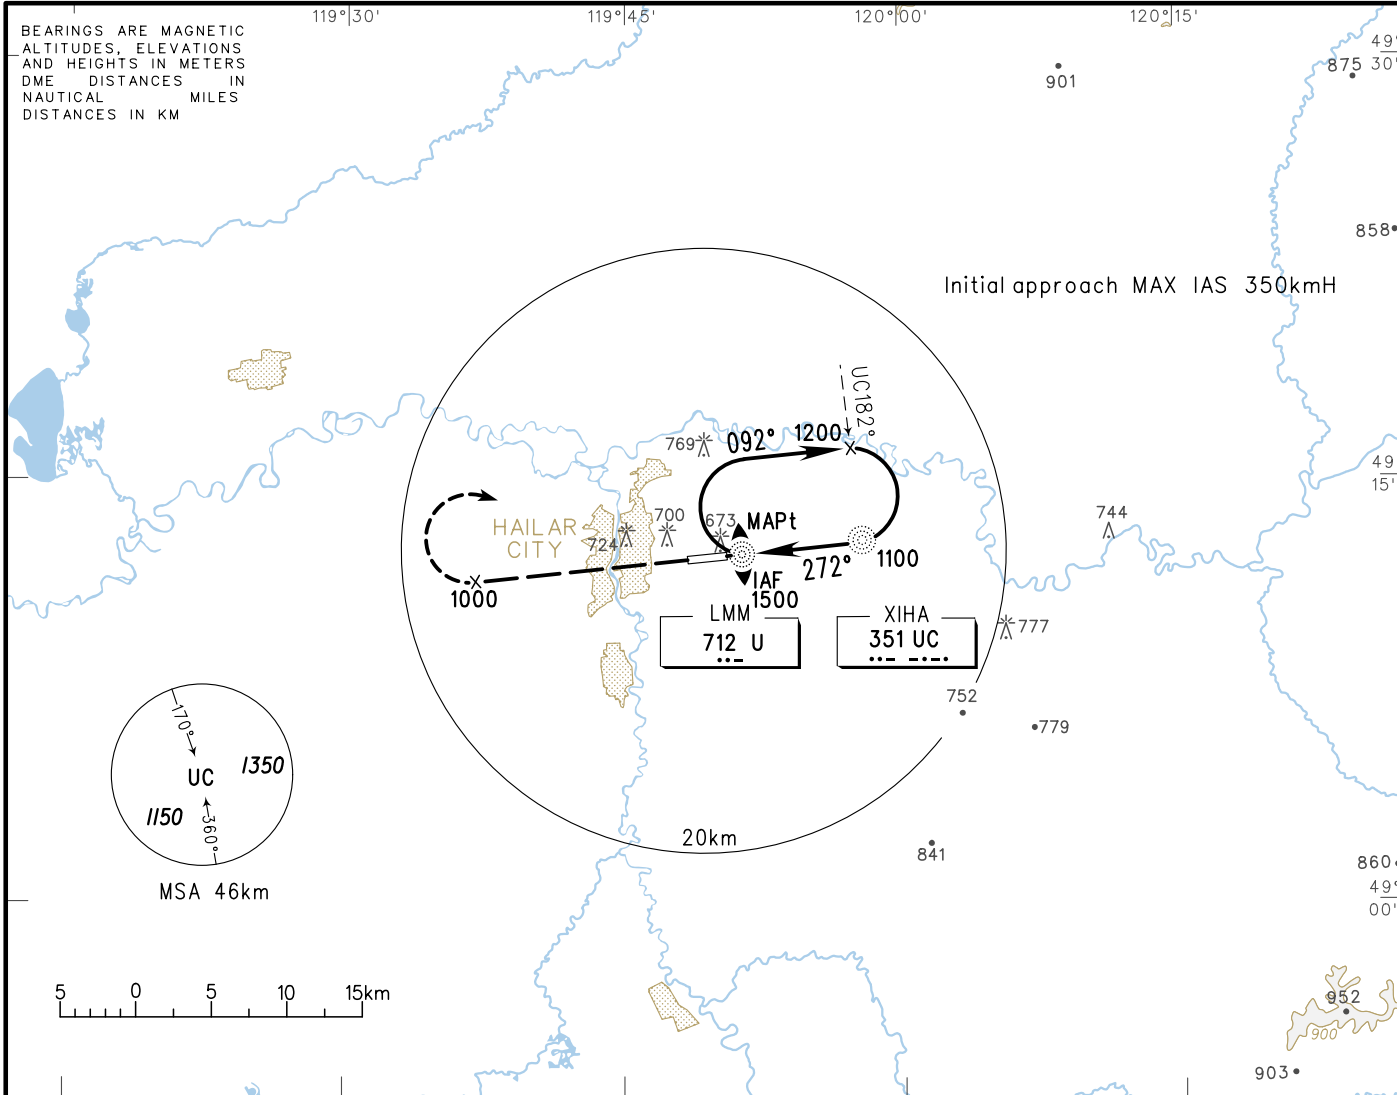 119°30'
119°45'
120°00'
120°15'
BEARINGS ARE MAGNETIC
ALTITUDES, ELEVATIONS
AND HEIGHTS IN METERS
DME DISTANCES IN
NAUTICAL MILES
DISTANCES IN KM
49°
30'
875
901
858
Initial approach MAX IAS 350kmH
UC182°
769
092°
1200
49
15'
HAILAR
CITY
724
700
673
MAPt
744
272°
1100
IAF
1500
1000
LMM
712 U
XIHA
351 UC
777
752
779
170°
UC
1350
1150
360°
MSA 46km
20km
841
860
49°
00'
5 0 5 10 15km
952
900
903